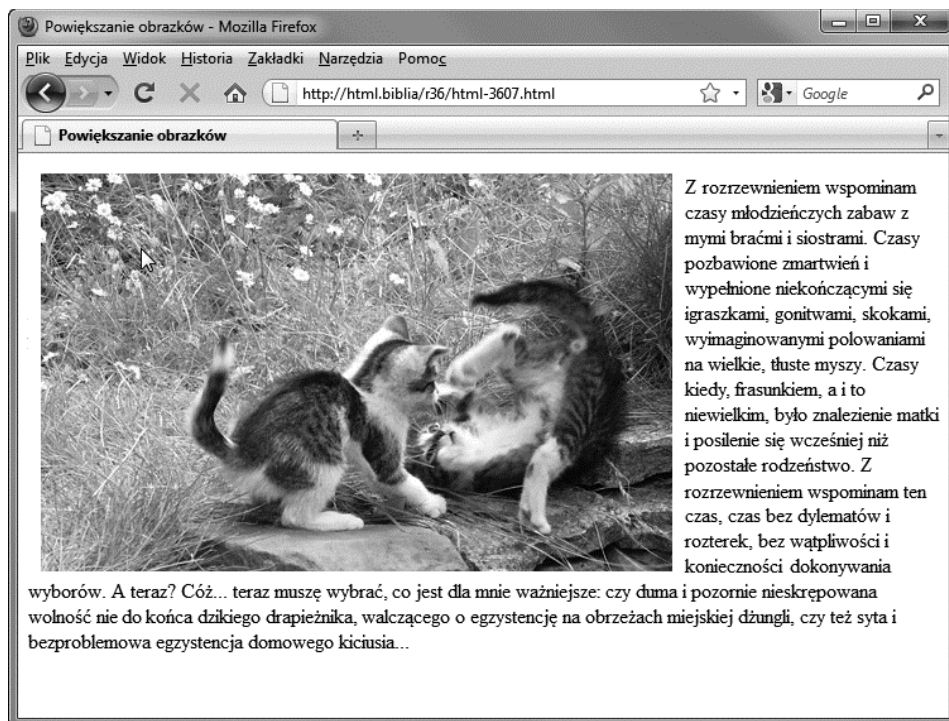 Powiększanie obrazków - Mozilla Firefox
Plik Edycja Widok Historia Zakładki Narzędzia Pomoc
http://html.biblia/r36/html-3607.html Google
Powiększanie obrazków
Z rozrzewnieniem wspominam
czasy młodzieńczych zabaw z
mymi braćmi i siostrami. Czasy
pozbawione zmartwień i
wypełnione niekończącymi się
igraszkami, gonitwami, skokami,
wyimaginowanymi polowaniami
na wielkie, tłuste myszy. Czasy
kiedy, frasunkiem, a i to
niewielkim, było znalezienie matki
i posilenie się wcześniej niż
pozostałe rodzeństwo. Z
rozrzewnieniem wspominam ten
czas, czas bez dylematów i
rozterek, bez wątpliwości i
konieczności dokonywania
wyborów. A teraz? Cóż... teraz muszę wybrać, co jest dla mnie ważniejsze: czy duma i pozornie nieskrępowana
wolność nie do końca dzikiego drapieżnika, walczącego o egzystencję na obrzeżach miejskiej dżungli, czy też syta i
bezproblemowa egzystencja domowego kiciusia...